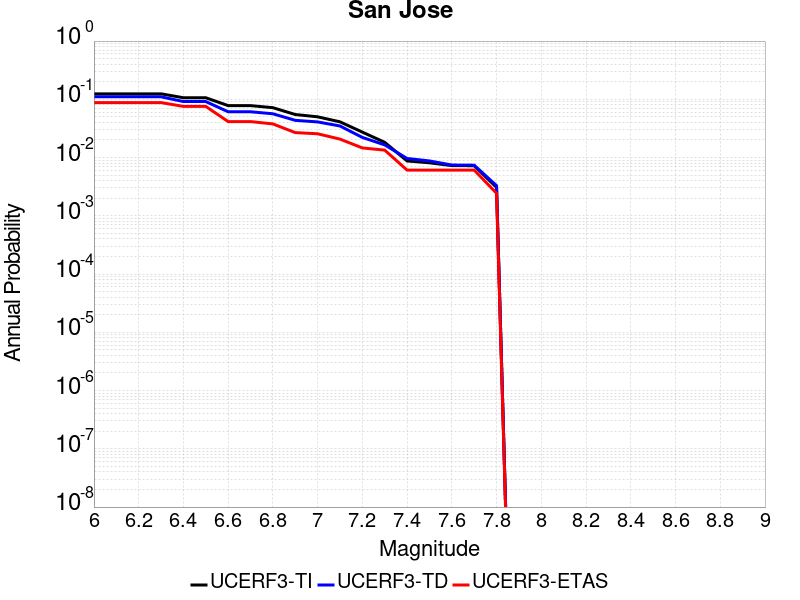 San Jose
10^0
10^-1
10^-2
10^-3
10^-4
10^-5
10^-6
10^-7
10^-8
Annual Probability
6 6.2 6.4 6.6 6.8 7 7.2 7.4 7.6 7.8 8 8.2 8.4 8.6 8.8 9
Magnitude
UCERF3-TI UCERF3-TD UCERF3-ETAS